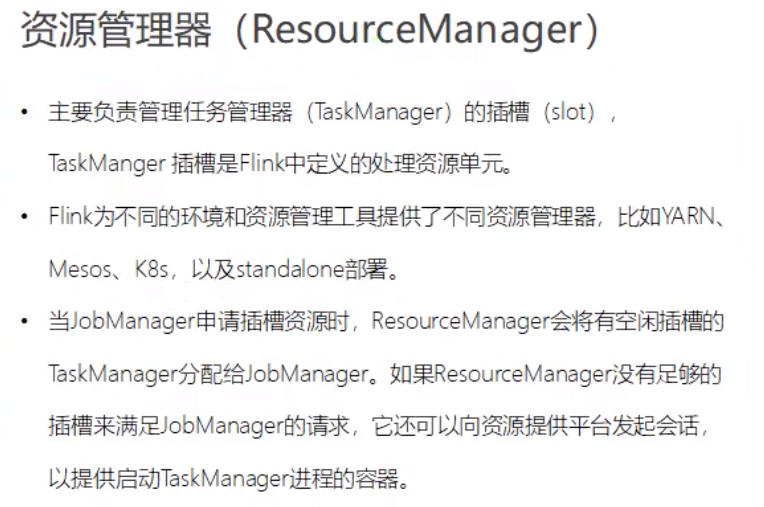 资源管理器（ResourceManager）
• 主要负责管理任务管理器（TaskManager）的插槽（slot），
TaskManger 插槽是Flink中定义的处理资源单元。
• Flink为不同的环境和资源管理工具提供了不同资源管理器，比如YARN、
Mesos、K8s，以及standalone部署。
• 当JobManager申请插槽资源时，ResourceManager会将有空闲插槽的
TaskManager分配给JobManager。如果ResourceManager没有足够的
插槽来满足JobManager的请求，它还可以向资源提供平台发起会话，
以提供启动TaskManager进程的容器。